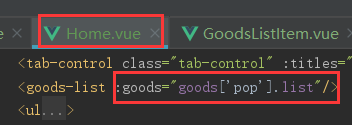 Home.vue GoodsListItem.vue
<tab-control class="tab-control" :titles=
<goods-list :goods="goods['pop'].list"/>
<ul...>